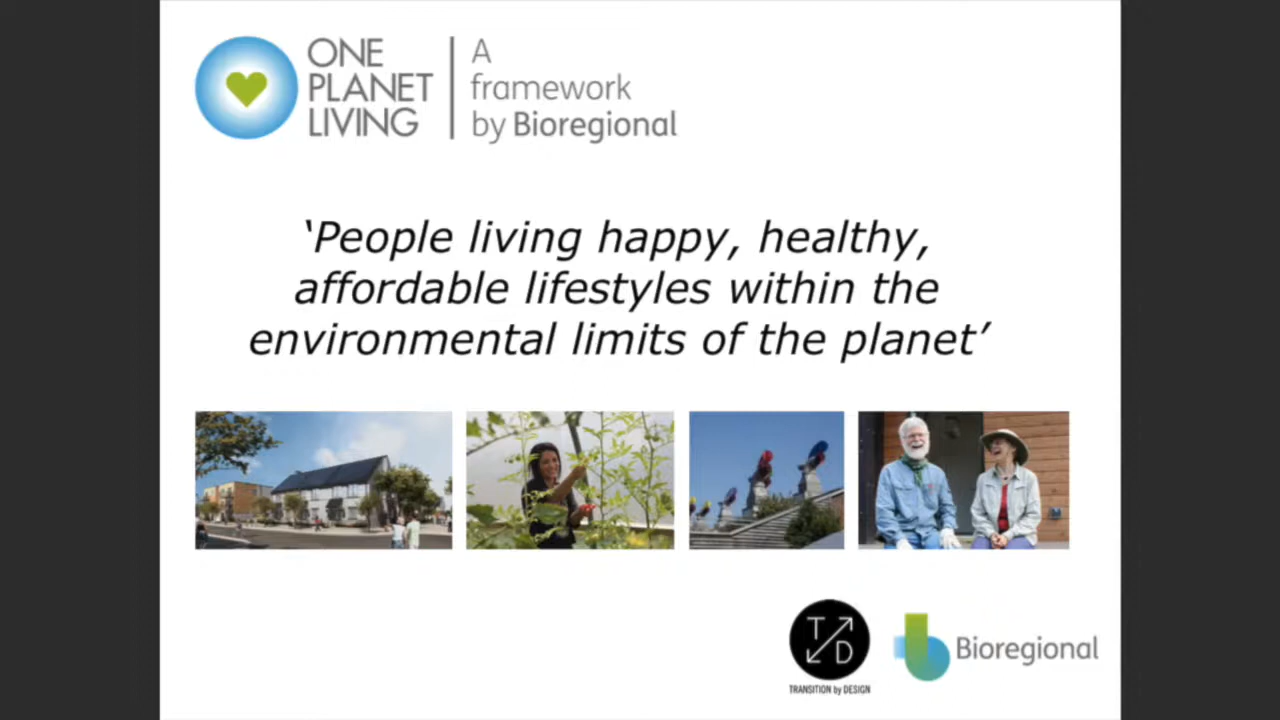 ONE
PLANET
LIVING
A
framework
by Bioregional
‘People living happy, healthy,
affordable lifestyles within the
environmental limits of the planet’
T
D
TRANSITION by DESIGN
Bioregional